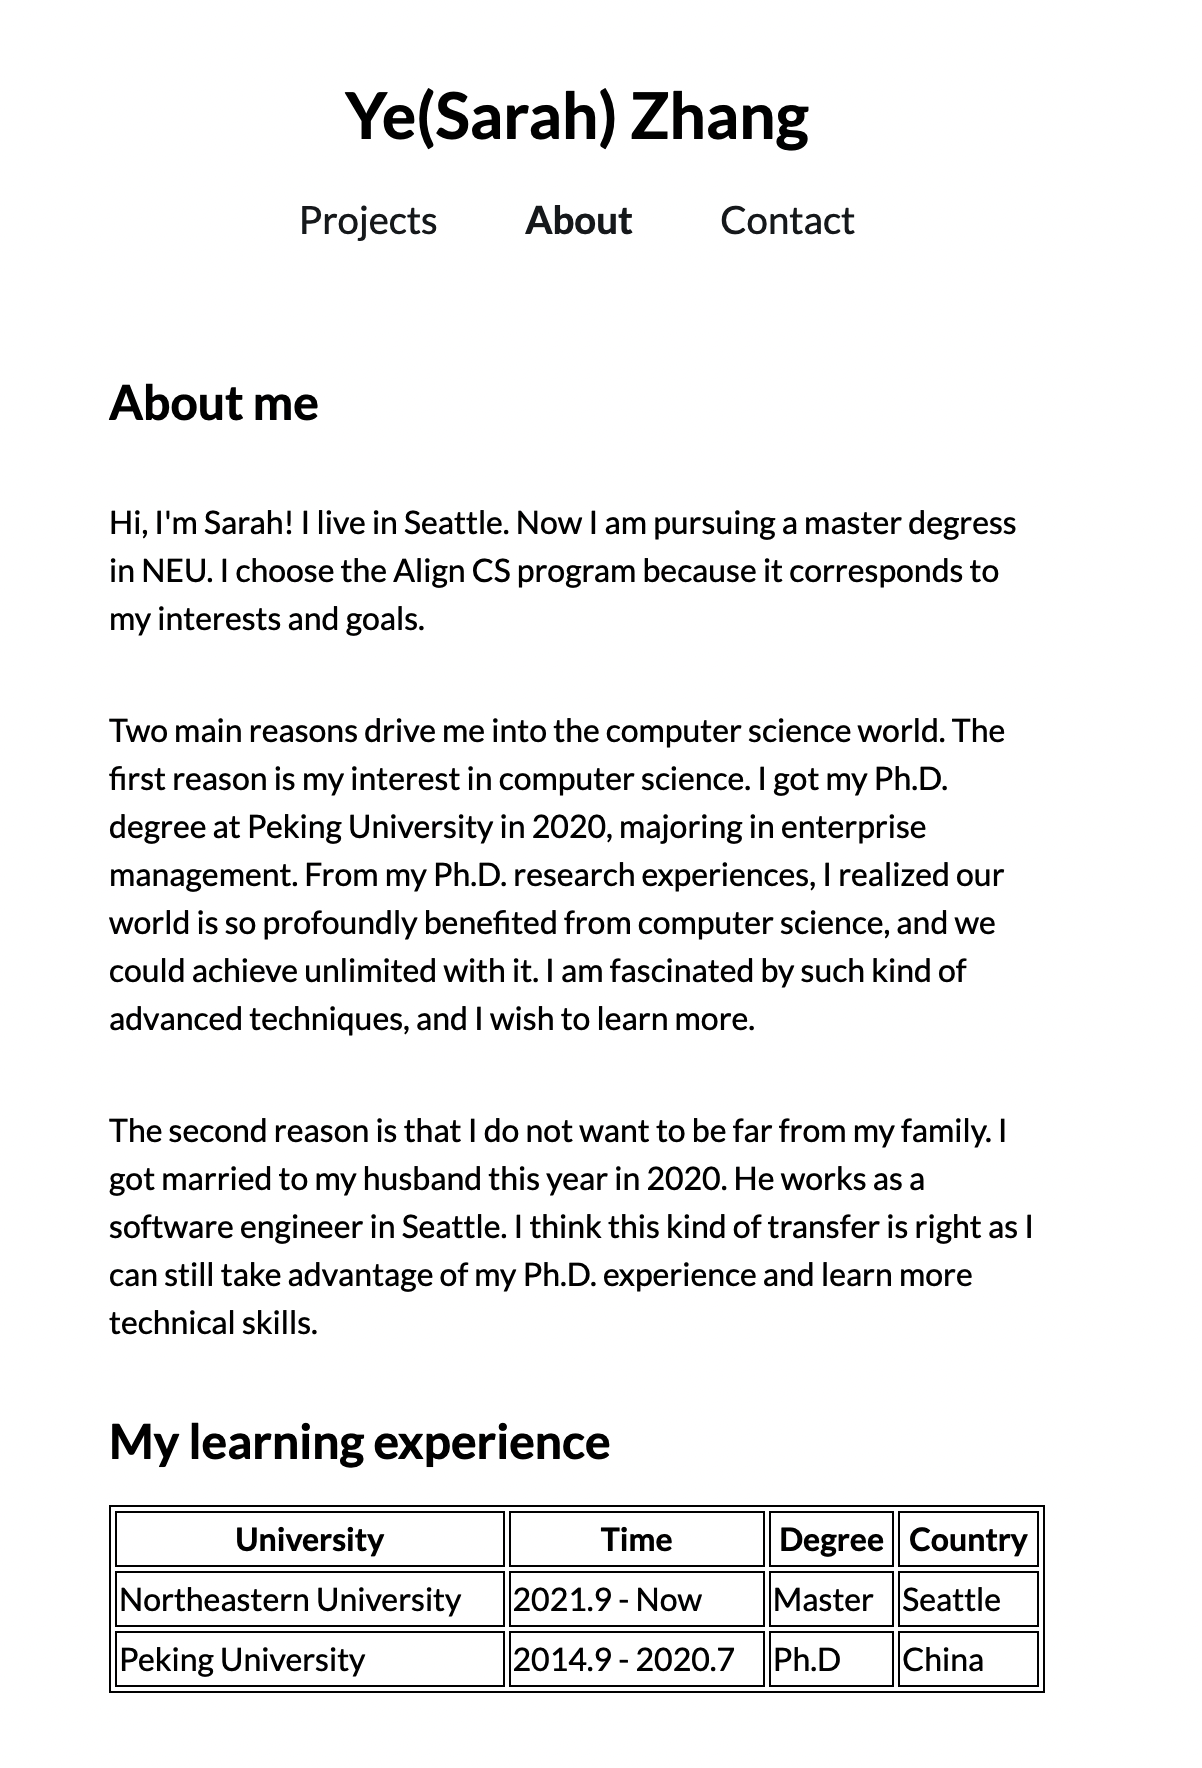 Ye(Sarah) Zhang
Projects About Contact
About me
Hi, I'm Sarah! I live in Seattle. Now I am pursuing a master degress
in NEU. I choose the Align CS program because it corresponds to
my interests and goals.
Two main reasons drive me into the computer science world. The
first reason is my interest in computer science. I got my Ph.D.
degree at Peking University in 2020, majoring in enterprise
management. From my Ph.D. research experiences, I realized our
world is so profoundly benefited from computer science, and we
could achieve unlimited with it. I am fascinated by such kind of
advanced techniques, and I wish to learn more.
The second reason is that I do not want to be far from my family. I
got married to my husband this year in 2020. He works as a
software engineer in Seattle. I think this kind of transfer is right as I
can still take advantage of my Ph.D. experience and learn more
technical skills.
My learning experience
University Time Degree Country
Northeastern University 2021.9 - Now Master Seattle
Peking University 2014.9 - 2020.7 Ph.D China